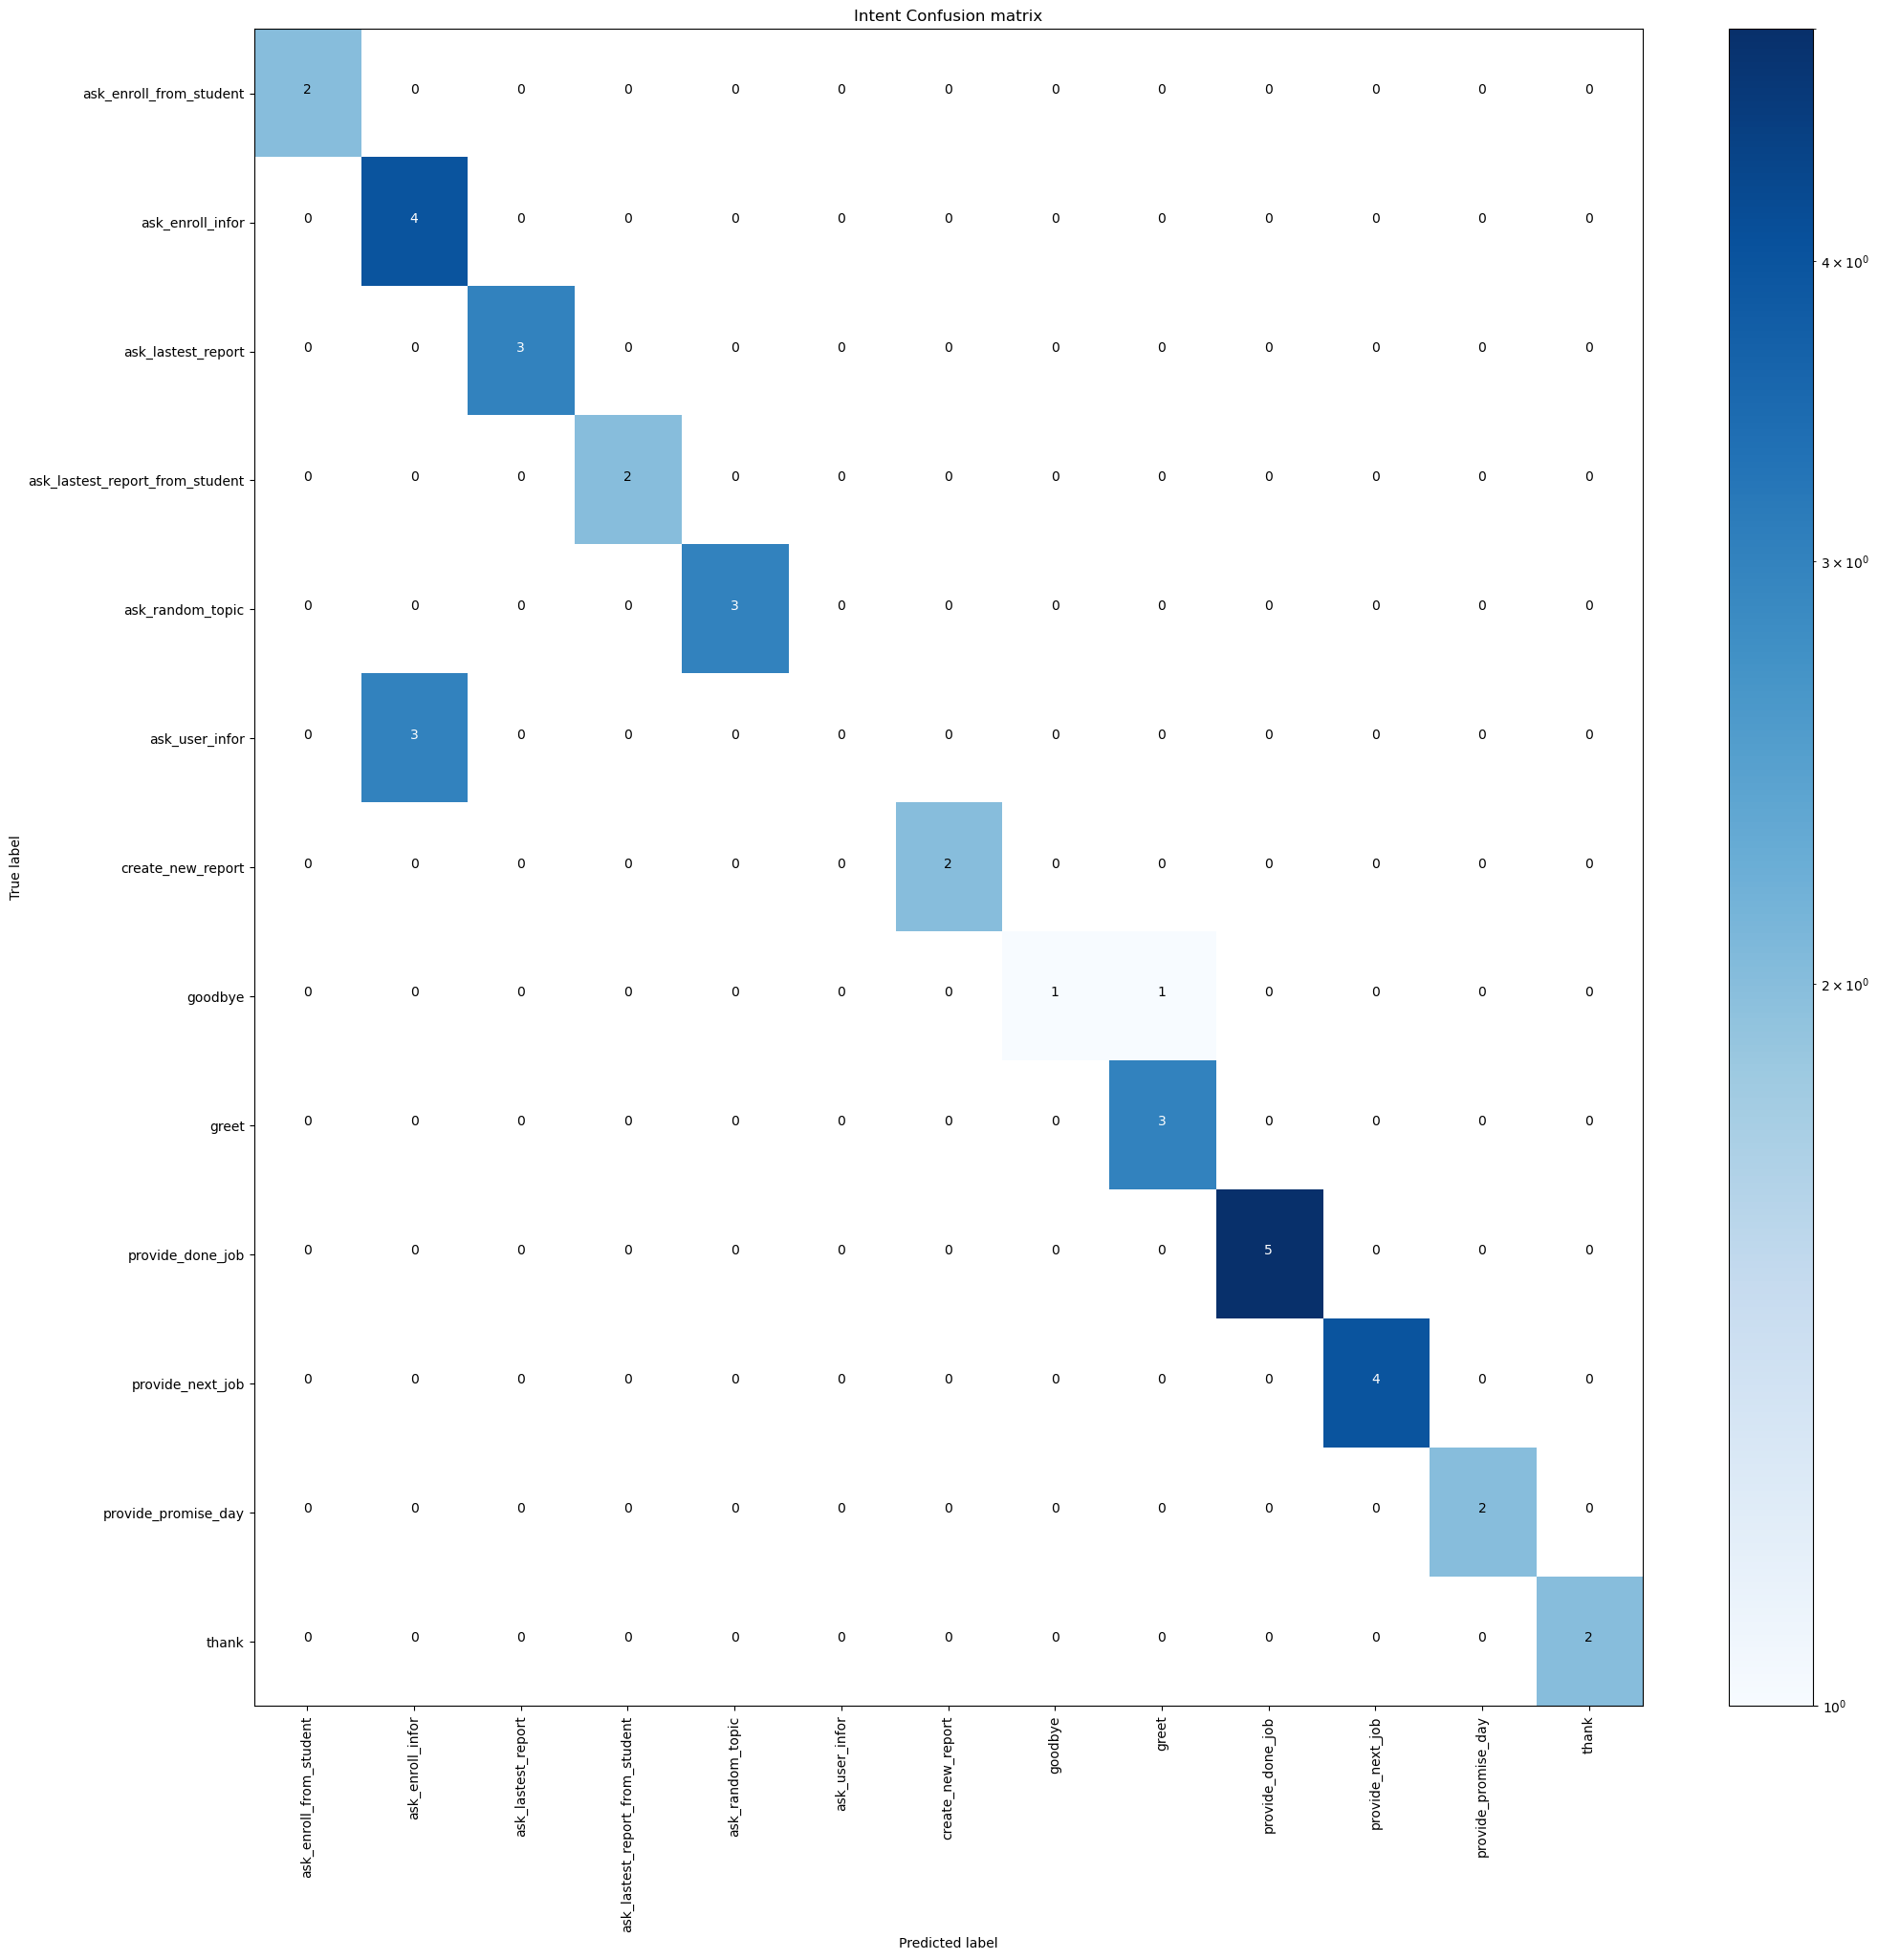 Intent Confusion matrix
ask_enroll_from_student 2 0 0 0 0 0 0 0 0 0 0 0 0
ask_enroll_infor 0 4 0 0 0 0 0 0 0 0 0 0 0
ask_lastest_report 0 0 3 0 0 0 0 0 0 0 0 0 0
ask_lastest_report_from_student 0 0 0 2 0 0 0 0 0 0 0 0 0
ask_random_topic 0 0 0 0 3 0 0 0 0 0 0 0 0
ask_user_infor 0 3 0 0 0 0 0 0 0 0 0 0 0
create_new_report 0 0 0 0 0 0 2 0 0 0 0 0 0
goodbye 0 0 0 0 0 0 0 1 1 0 0 0 0
greet 0 0 0 0 0 0 0 0 3 0 0 0 0
provide_done_job 0 0 0 0 0 0 0 0 0 5 0 0 0
provide_next_job 0 0 0 0 0 0 0 0 0 0 4 0 0
provide_promise_day 0 0 0 0 0 0 0 0 0 0 0 2 0
thank 0 0 0 0 0 0 0 0 0 0 0 0 2
True label
ask_enroll_from_student
ask_enroll_infor
ask_lastest_report
ask_lastest_report_from_student
ask_random_topic
ask_user_infor
create_new_report
goodbye
greet
provide_done_job
provide_next_job
provide_promise_day
thank
Predicted label
4 × 10⁰
3 × 10⁰
2 × 10⁰
10⁰